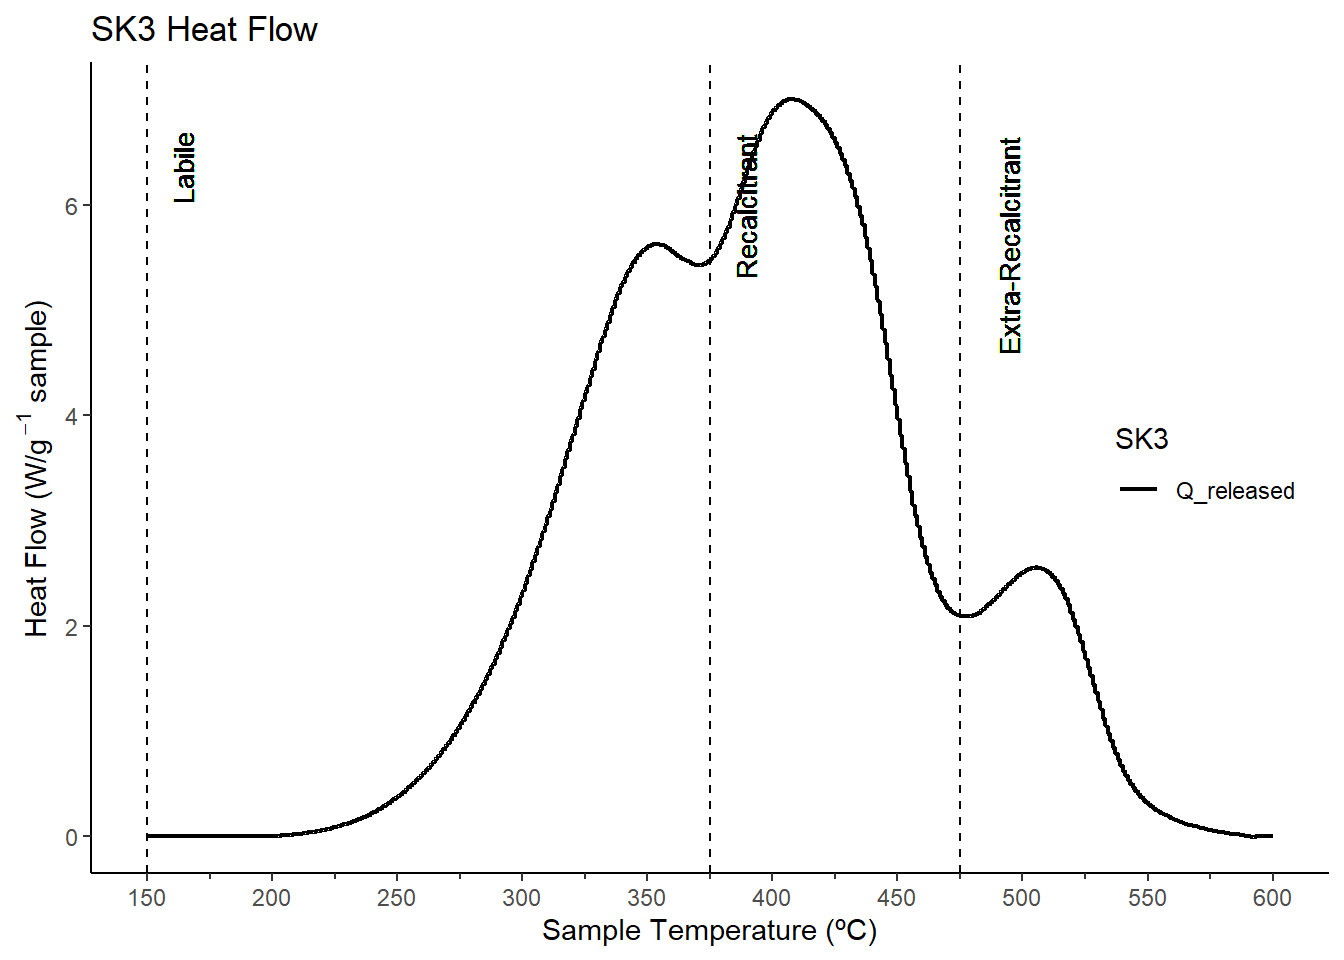 SK3 Heat Flow
Labile
Recalcitrant
Extra-Recalcitrant
Heat Flow (W/g⁻¹ sample)
6
4
2
0
SK3
Q_released
150 200 250 300 350 400 450 500 550 600
Sample Temperature (ºC)